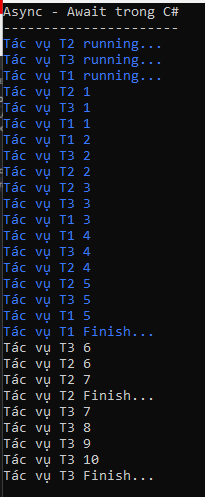 Async - Await trong C#
----------------------
Tác vụ T2 running...
Tác vụ T3 running...
Tác vụ T1 running...
Tác vụ T2 1
Tác vụ T3 1
Tác vụ T1 1
Tác vụ T1 2
Tác vụ T3 2
Tác vụ T2 2
Tác vụ T2 3
Tác vụ T3 3
Tác vụ T1 3
Tác vụ T1 4
Tác vụ T3 4
Tác vụ T2 4
Tác vụ T2 5
Tác vụ T3 5
Tác vụ T1 5
Tác vụ T1 Finish...
Tác vụ T3 6
Tác vụ T2 6
Tác vụ T2 7
Tác vụ T2 Finish...
Tác vụ T3 7
Tác vụ T3 8
Tác vụ T3 9
Tác vụ T3 10
Tác vụ T3 Finish...